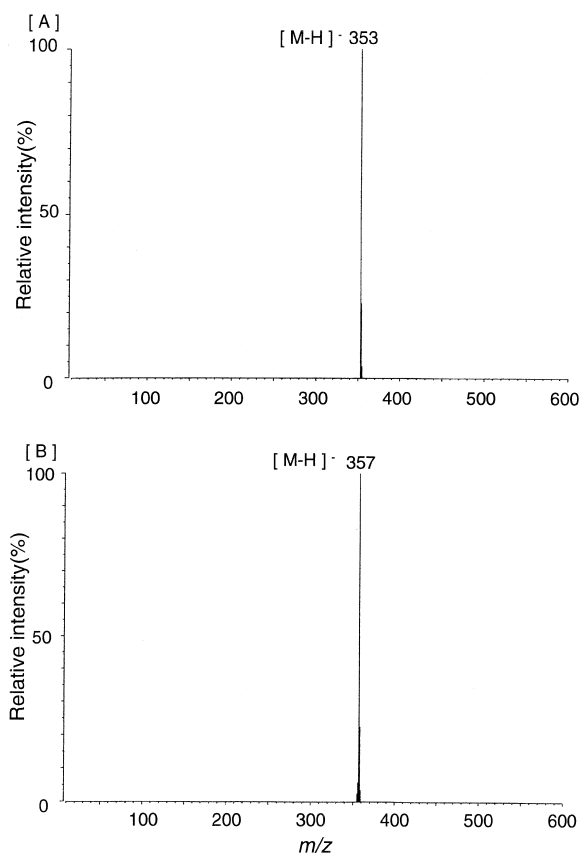 [ A ]
[ M-H ]- 353
100
50
0
Relative intensity(%)
100 200 300 400 500 600
[ B ]
[ M-H ]- 357
100
50
0
Relative intensity(%)
100 200 300 400 500 600
m/z